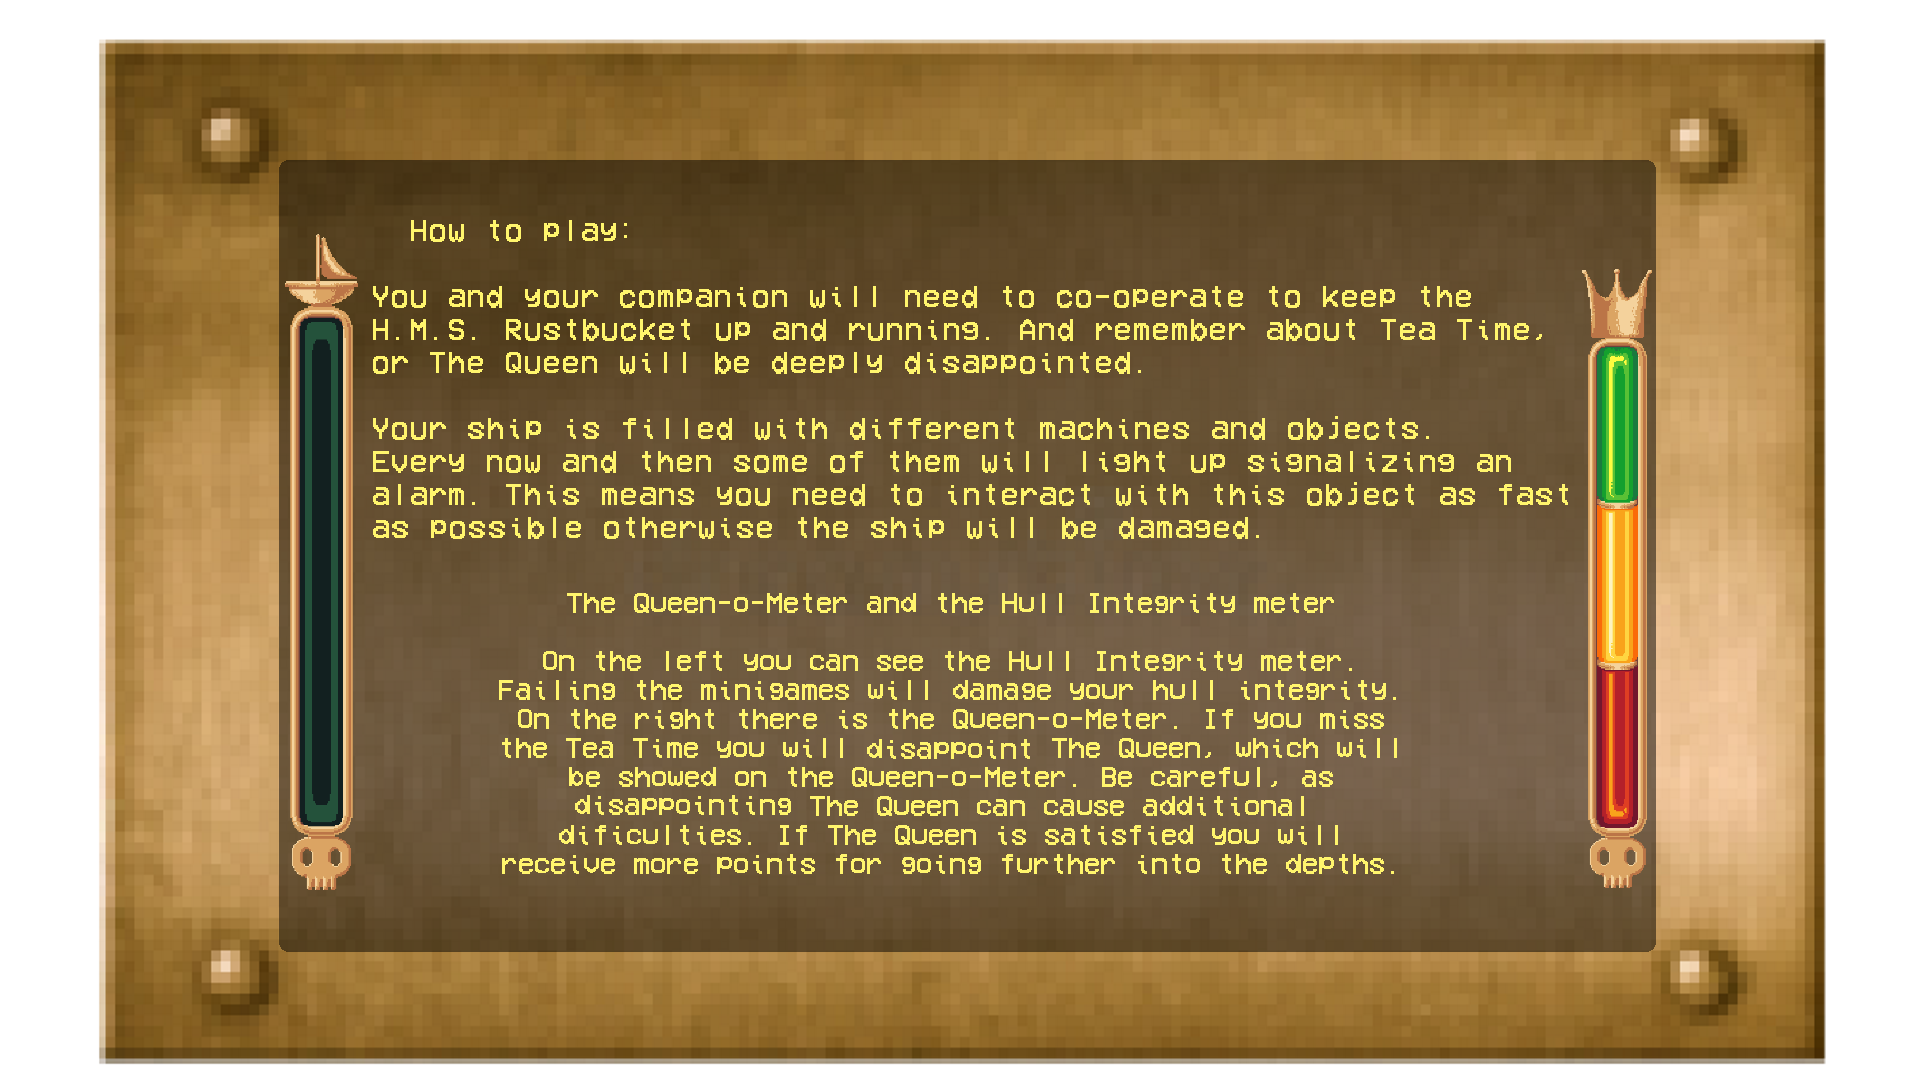 How to play:
You and your companion will need to co-operate to keep the
H.M.S. Rustbucket up and running. And remember about Tea Time,
or The Queen will be deeply disappointed.
Your ship is filled with different machines and objects.
Every now and then some of them will light up signalizing an
alarm. This means you need to interact with this object as fast
as possible otherwise the ship will be damaged.
The Queen-o-Meter and the Hull Integrity meter
On the left you can see the Hull Integrity meter.
Failing the minigames will damage your hull integrity.
On the right there is the Queen-o-Meter. If you miss
the Tea Time you will disappoint The Queen, which will
be showed on the Queen-o-Meter. Be careful, as
disappointing The Queen can cause additional
dificulties. If The Queen is satisfied you will
receive more points for going further into the depths.